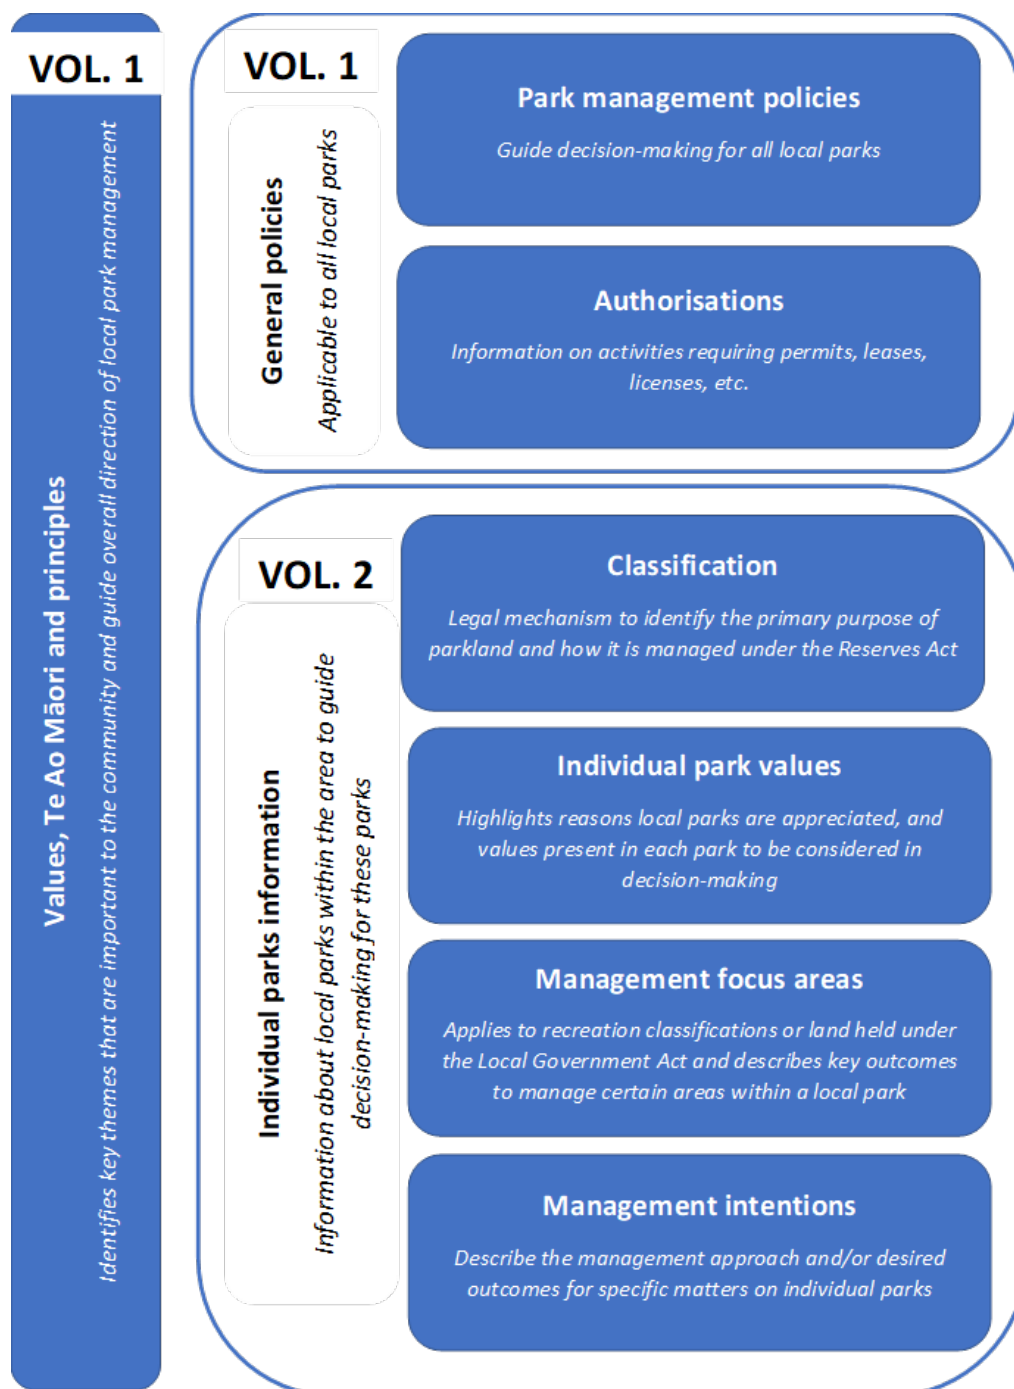 VOL. 1
Values, Te Ao Māori and principles
Identifies key themes that are important to the community and guide overall direction of local park management
VOL. 1
General policies
Applicable to all local parks
Park management policies
Guide decision-making for all local parks
Authorisations
Information on activities requiring permits, leases,
licenses, etc.
VOL. 2
Individual parks information
Information about local parks within the area to guide
decision-making for these parks
Classification
Legal mechanism to identify the primary purpose of
parkland and how it is managed under the Reserves Act
Individual park values
Highlights reasons local parks are appreciated, and
values present in each park to be considered in
decision-making
Management focus areas
Applies to recreation classifications or land held under
the Local Government Act and describes key outcomes
to manage certain areas within a local park
Management intentions
Describe the management approach and/or desired
outcomes for specific matters on individual parks